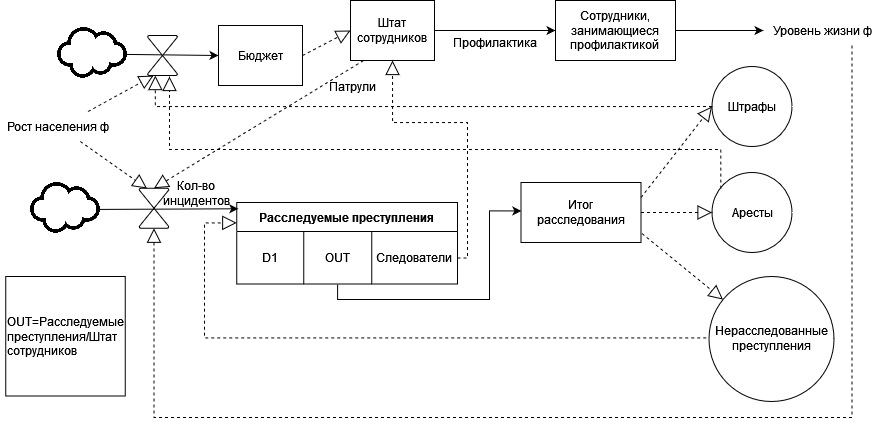 Штат
сотрудников
Сотрудники,
занимающиеся
профилактикой
Уровень жизни ф
Бюджет
Профилактика
Патрули
Штрафы
Рост населения ф
Кол-во
инцидентов
Расследуемые преступления
D1
OUT
Следователи
Итог
расследования
Аресты
OUT=Расследуемые
преступления/Штат
сотрудников
Нерасследованные
преступления